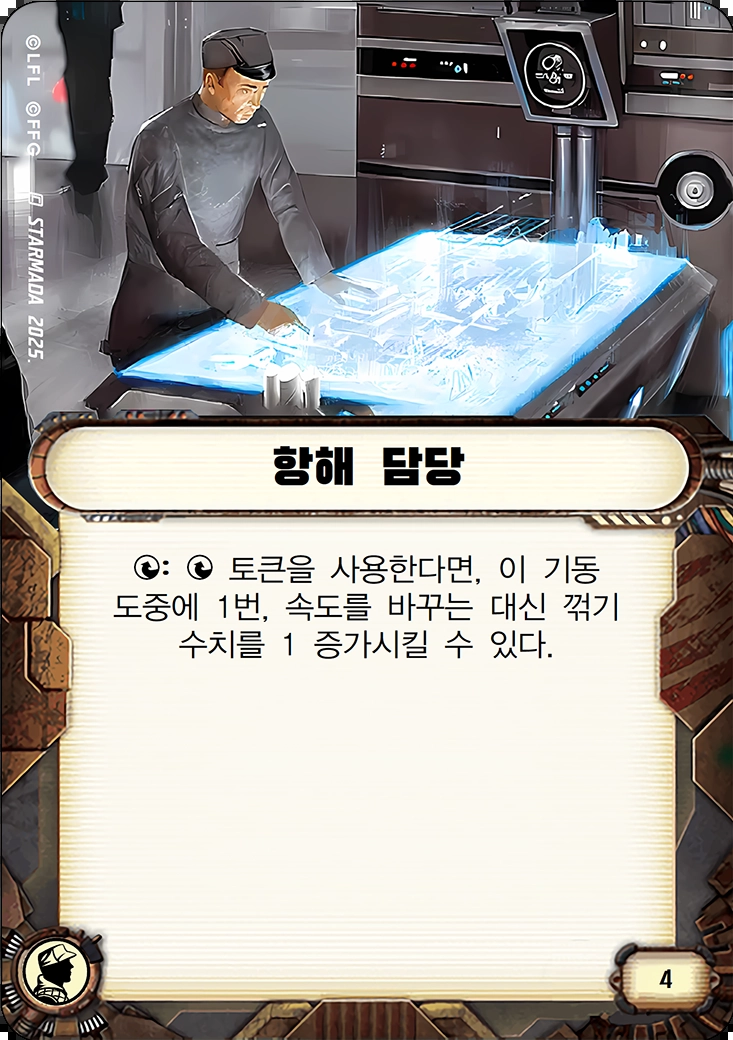 ©LFL ©FFG STARMADA 2025.
항해 담당
: 토큰을 사용한다면, 이 기동
도중에 1번, 속도를 바꾸는 대신 꺾기
수치를 1 증가시킬 수 있다.
4